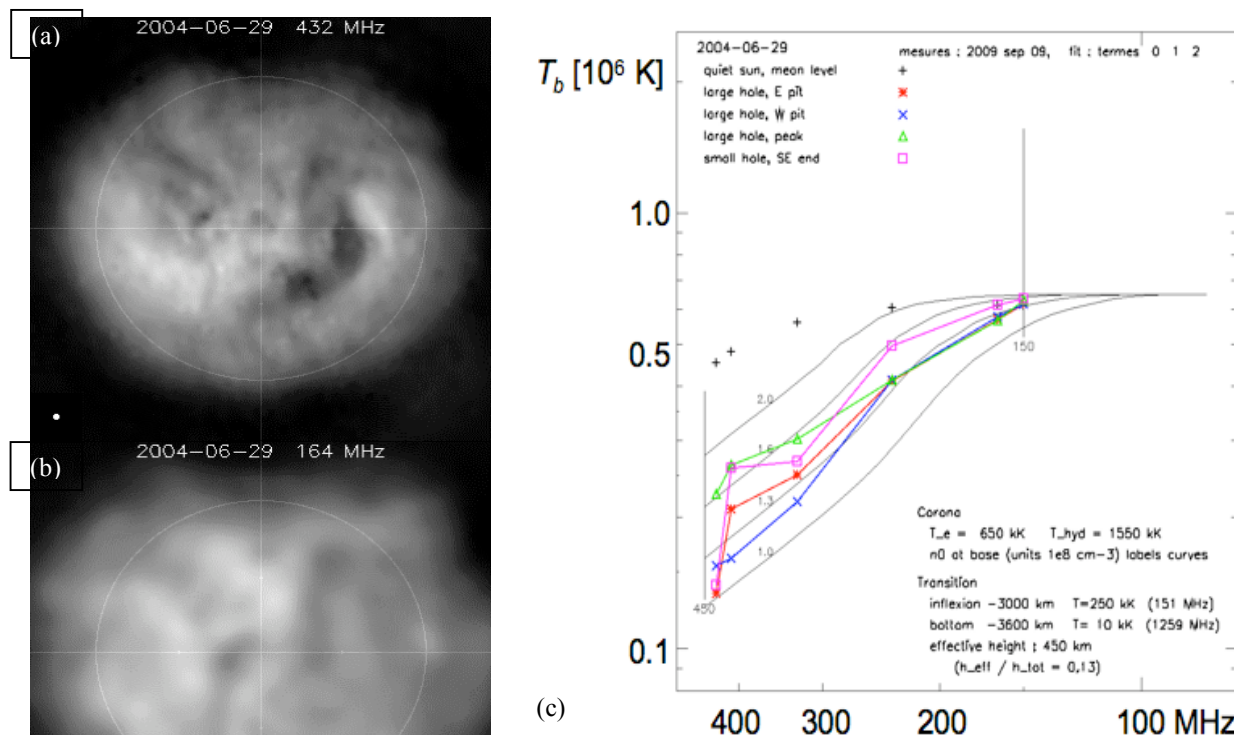 (a)
2004-06-29 432 MHz
(b)
2004-06-29 164 MHz
(c)
T_b [10^6 K]
2004-06-29
mesures : 2009 sep 09, fit : termes 0 1 2
quiet sun, mean level
large hole, E pit
large hole, W pit
large hole, peak
small hole, SE end
1.0
0.5
0.1
150
2.0
1.6
1.3
1.0
450
Corona
T_e = 650 kK T_hyd = 1550 kK
n0 at base (units 1e8 cm-3) labels curves
Transition
inflexion -3000 km T=250 kK (151 MHz)
bottom -3600 km T= 10 kK (1259 MHz)
effective height : 450 km
(h_eff / h_tot = 0,13)
400 300 200 100 MHz